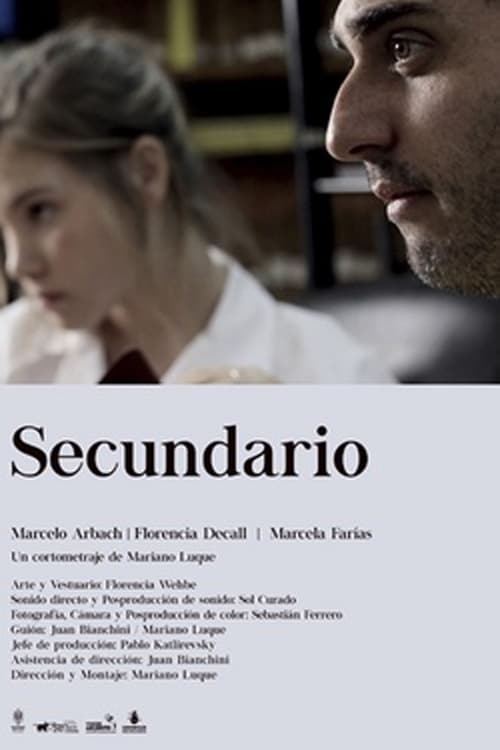 Secundario
Marcelo Arbach | Florencia Decall | Marcela Farías
Un cortometraje de Mariano Luque
Arte y Vestuario: Florencia Wehbe
Sonido directo y Posproducción de sonido: Sol Curado
Fotografía, Cámara y Posproducción de color: Sebastián Ferrero
Guión: Juan Bianchini / Mariano Luque
Jefe de producción: Pablo Katlirevsky
Asistencia de dirección: Juan Bianchini
Dirección y Montaje: Mariano Luque